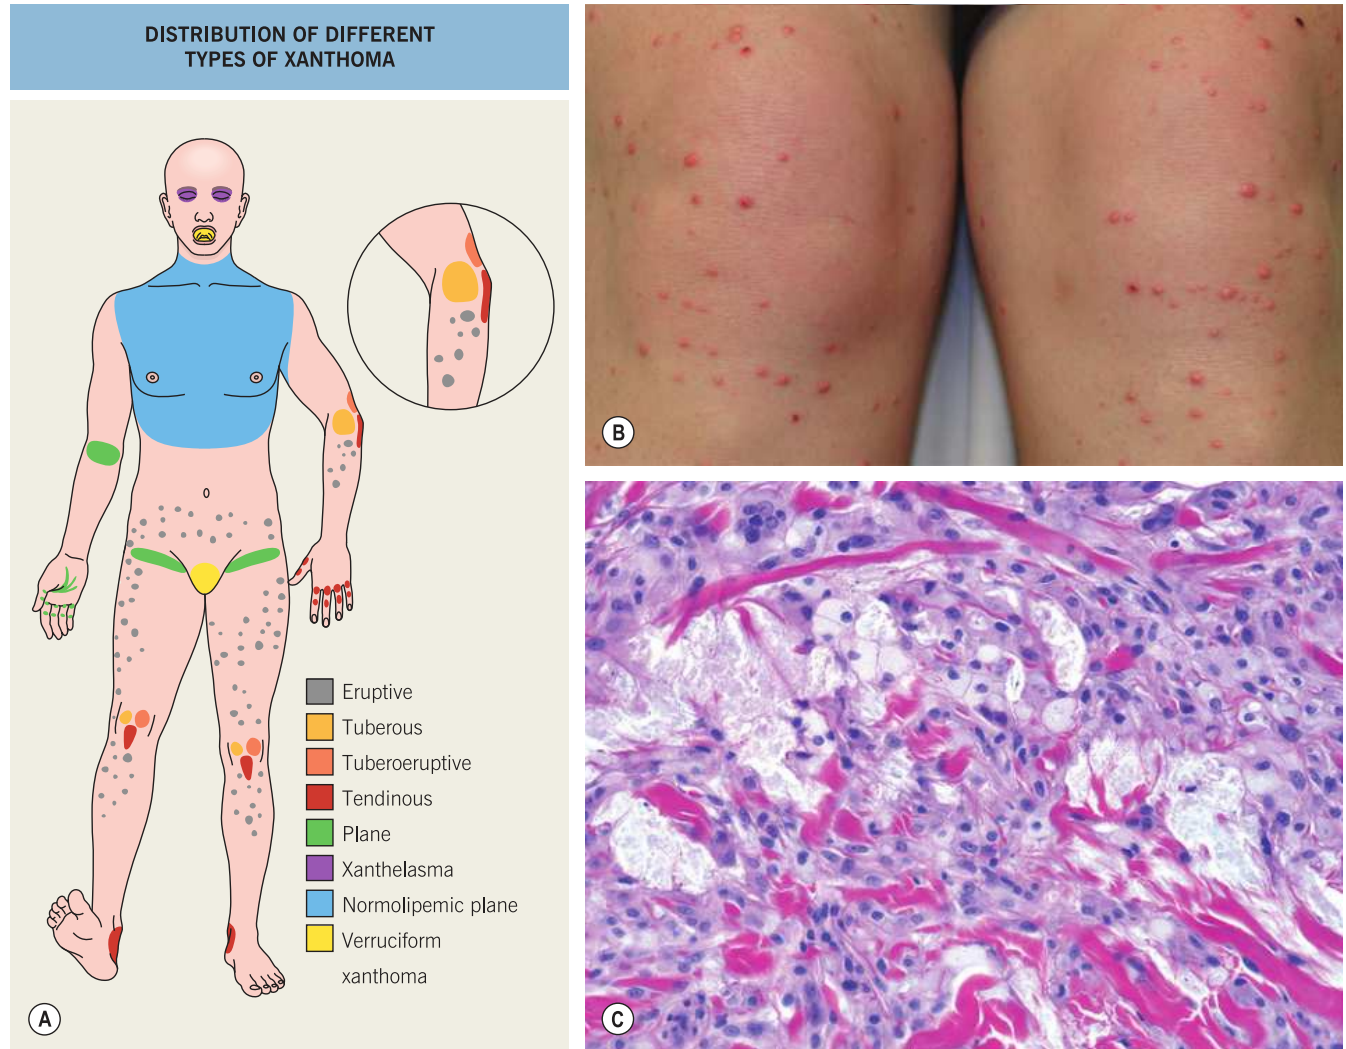 DISTRIBUTION OF DIFFERENT
TYPES OF XANTHOMA
Eruptive
Tuberous
Tuberoeruptive
Tendinous
Plane
Xanthelasma
Normolipemic plane
Verruciform
xanthoma
A
B
C